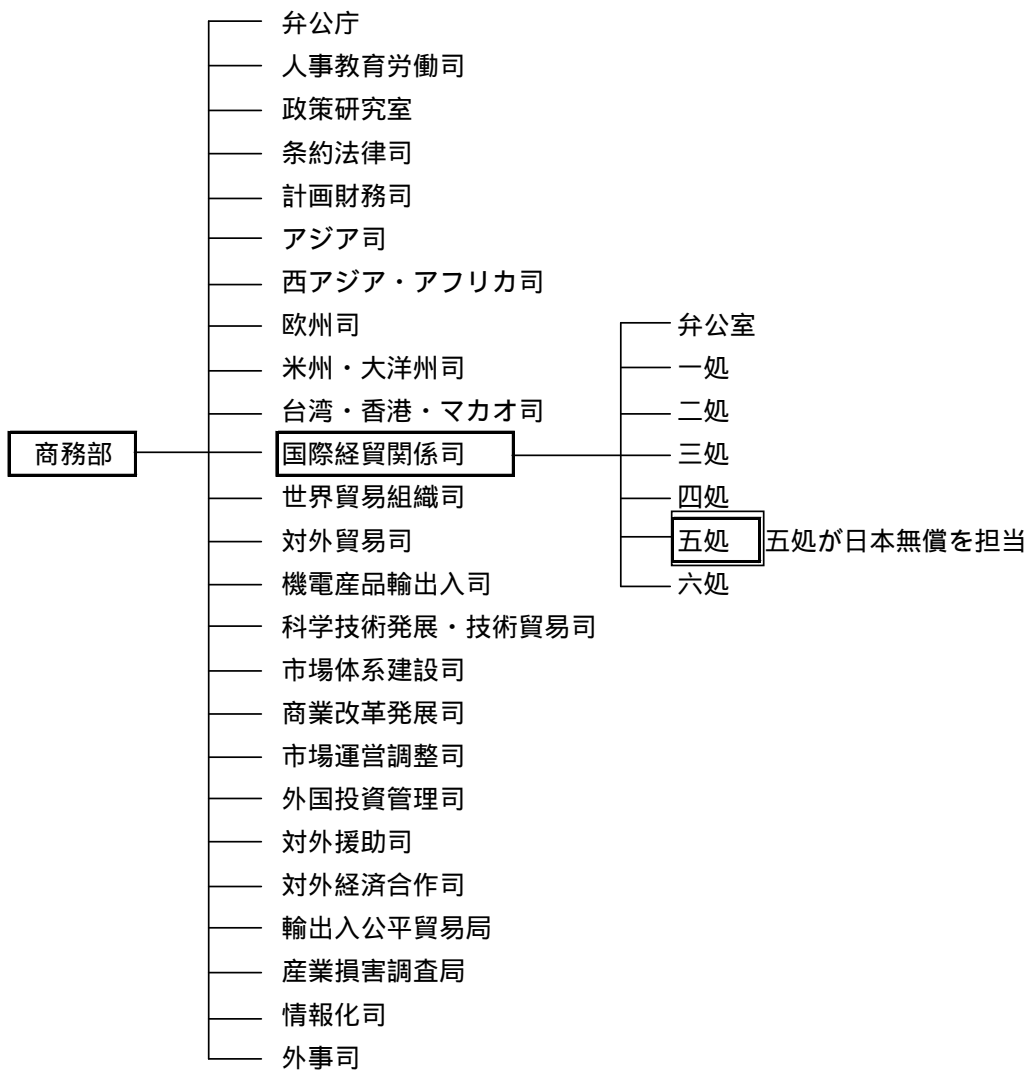 弁公庁
人事教育労働司
政策研究室
条約法律司
計画財務司
アジア司
西アジア・アフリカ司
欧州司
米州・大洋州司
台湾・香港・マカオ司
商務部
国際経貿関係司
世界貿易組織司
対外貿易司
機電産品輸出入司
科学技術発展・技術貿易司
市場体系建設司
商業改革発展司
市場運営調整司
外国投資管理司
対外援助司
対外経済合作司
輸出入公平貿易局
産業損害調査局
情報化司
外事司
弁公室
一処
二処
三処
四処
五処 五処が日本無償を担当
六処